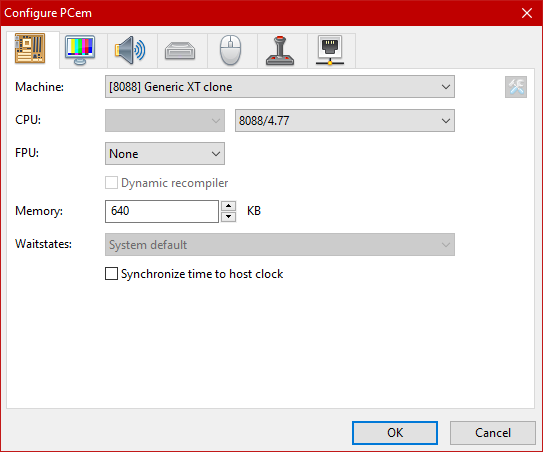 Configure PCem
Machine: [8088] Generic XT clone
CPU: 8088/4.77
FPU: None
Dynamic recompiler
Memory: 640 KB
Waitstates: System default
Synchronize time to host clock
OK Cancel